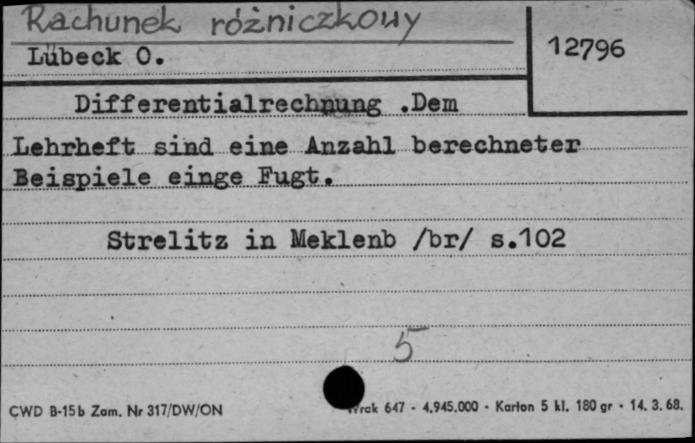 Rachunek różniczkowy
Lübeck O.
12796
Differentialrechnung .Dem
Lehrheft sind eine Anzahl berechneter
Beispiele einge Fugt.
Strelitz in Meklenb /br/ s.102
5
CWD B-15b Zam. Nr 317/DW/ON
647 - 4.945.000 - Karton 5 kl. 180 gr - 14. 3. 68.